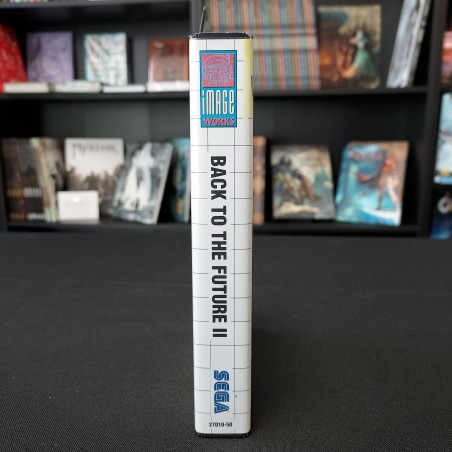 iMAGE
WORKS
BACK TO THE FUTURE II
SEGA
27010-50